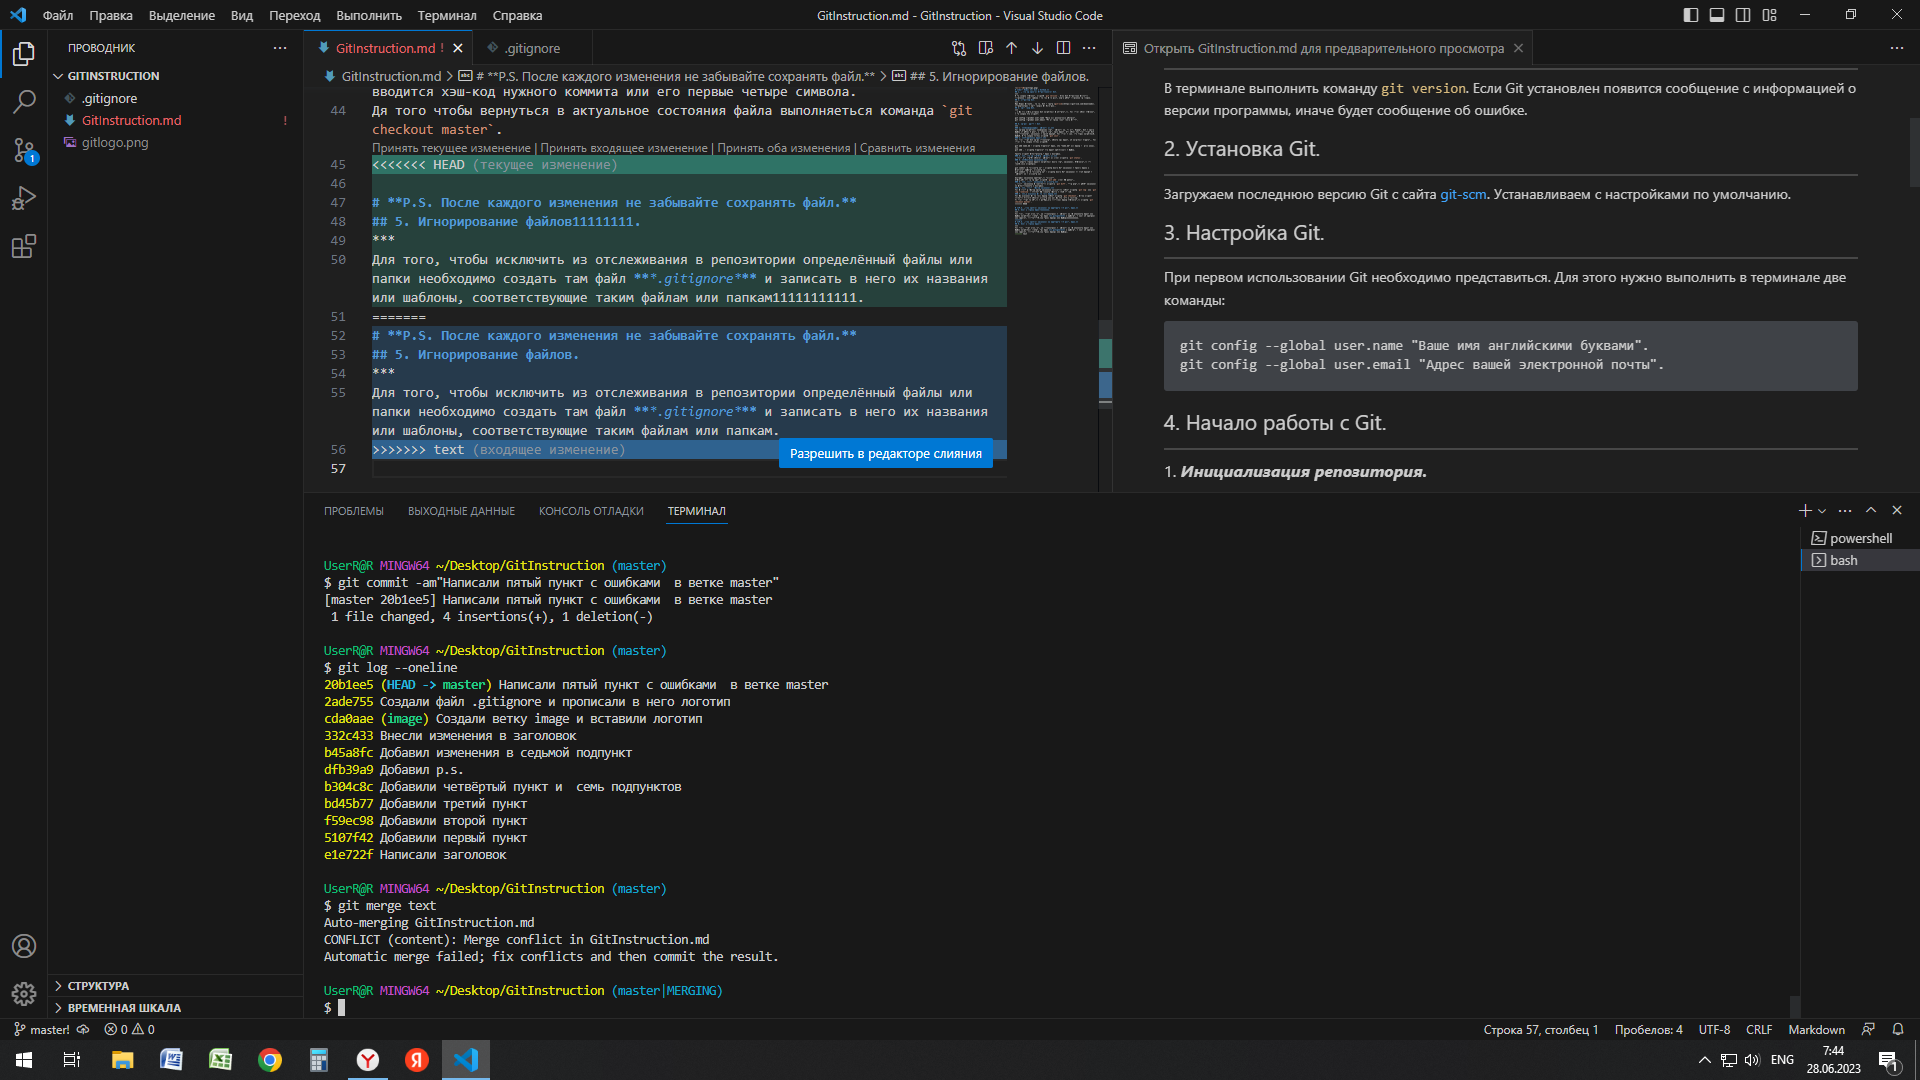 Файл Правка Выделение Вид Переход Выполнить Терминал Справка
GitInstruction.md - GitInstruction - Visual Studio Code
ПРОВОДНИК
GITINSTRUCTION
.gitignore
GitInstruction.md !
gitlogo.png
СТРУКТУРА
ВРЕМЕННАЯ ШКАЛА
GitInstruction.md ! .gitignore
GitInstruction.md > # **P.S. После каждого изменения не забывайте сохранять файл.** > ## 5. Игнорирование файлов.
вводится хэш-код нужного коммита или его первые четыре символа.
44 Дя того чтобы вернуться в актуальное состояния файла выполняеться команда `git
checkout master`.
Принять текущее изменение | Принять входящее изменение | Принять оба изменения | Сравнить изменения
45 <<<<<<< HEAD (текущее изменение)
46
47 # **P.S. После каждого изменения не забывайте сохранять файл.**
48 ## 5. Игнорирование файлов11111111.
49 ***
50 Для того, чтобы исключить из отслеживания в репозитории определённый файлы или
папки необходимо создать там файл ***.gitignore*** и записать в него их названия
или шаблоны, соответствующие таким файлам или папкам11111111111.
51 =======
52 # **P.S. После каждого изменения не забывайте сохранять файл.**
53 ## 5. Игнорирование файлов.
54 ***
55 Для того, чтобы исключить из отслеживания в репозитории определённый файлы или
папки необходимо создать там файл ***.gitignore*** и записать в него их названия
или шаблоны, соответствующие таким файлам или папкам.
56 >>>>>>> text (входящее изменение)
57
Разрешить в редакторе слияния
Открыть GitInstruction.md для предварительного просмотра
В терминале выполнить команду git version. Если Git установлен появится сообщение с информацией о
версии программы, иначе будет сообщение об ошибке.
2. Установка Git.
Загружаем последнюю версию Git с сайта git-scm. Устанавливаем с настройками по умолчанию.
3. Настройка Git.
При первом использовании Git необходимо представиться. Для этого нужно выполнить в терминале две
команды:
git config --global user.name "Ваше имя английскими буквами".
git config --global user.email "Адрес вашей электронной почты".
4. Начало работы с Git.
1. Инициализация репозитория.
ПРОБЛЕМЫ ВЫХОДНЫЕ ДАННЫЕ КОНСОЛЬ ОТЛАДКИ ТЕРМИНАЛ
powershell
bash
UserR@R MINGW64 ~/Desktop/GitInstruction (master)
$ git commit -am"Написали пятый пункт с ошибками  в ветке master"
[master 20b1ee5] Написали пятый пункт с ошибками  в ветке master
1 file changed, 4 insertions(+), 1 deletion(-)
UserR@R MINGW64 ~/Desktop/GitInstruction (master)
$ git log --oneline
20b1ee5 (HEAD -> master) Написали пятый пункт с ошибками  в ветке master
2ade755 Создали файл .gitignore и прописали в него логотип
cda0aae (image) Создали ветку image и вставили логотип
332c433 Внесли изменения в заголовок
b45a8fc Добавил изменения в седьмой подпункт
dfb39a9 Добавил p.s.
b304c8c Добавили четвёртый пункт и  семь подпунктов
bd45b77 Добавили третий пункт
f59ec98 Добавили второй пункт
5107f42 Добавили первый пункт
e1e722f Написали заголовок
UserR@R MINGW64 ~/Desktop/GitInstruction (master)
$ git merge text
Auto-merging GitInstruction.md
CONFLICT (content): Merge conflict in GitInstruction.md
Automatic merge failed; fix conflicts and then commit the result.
UserR@R MINGW64 ~/Desktop/GitInstruction (master|MERGING)
$
master! 0 0
Строка 57, столбец 1 Пробелов: 4 UTF-8 CRLF Markdown
ENG 7:44
28.06.2023